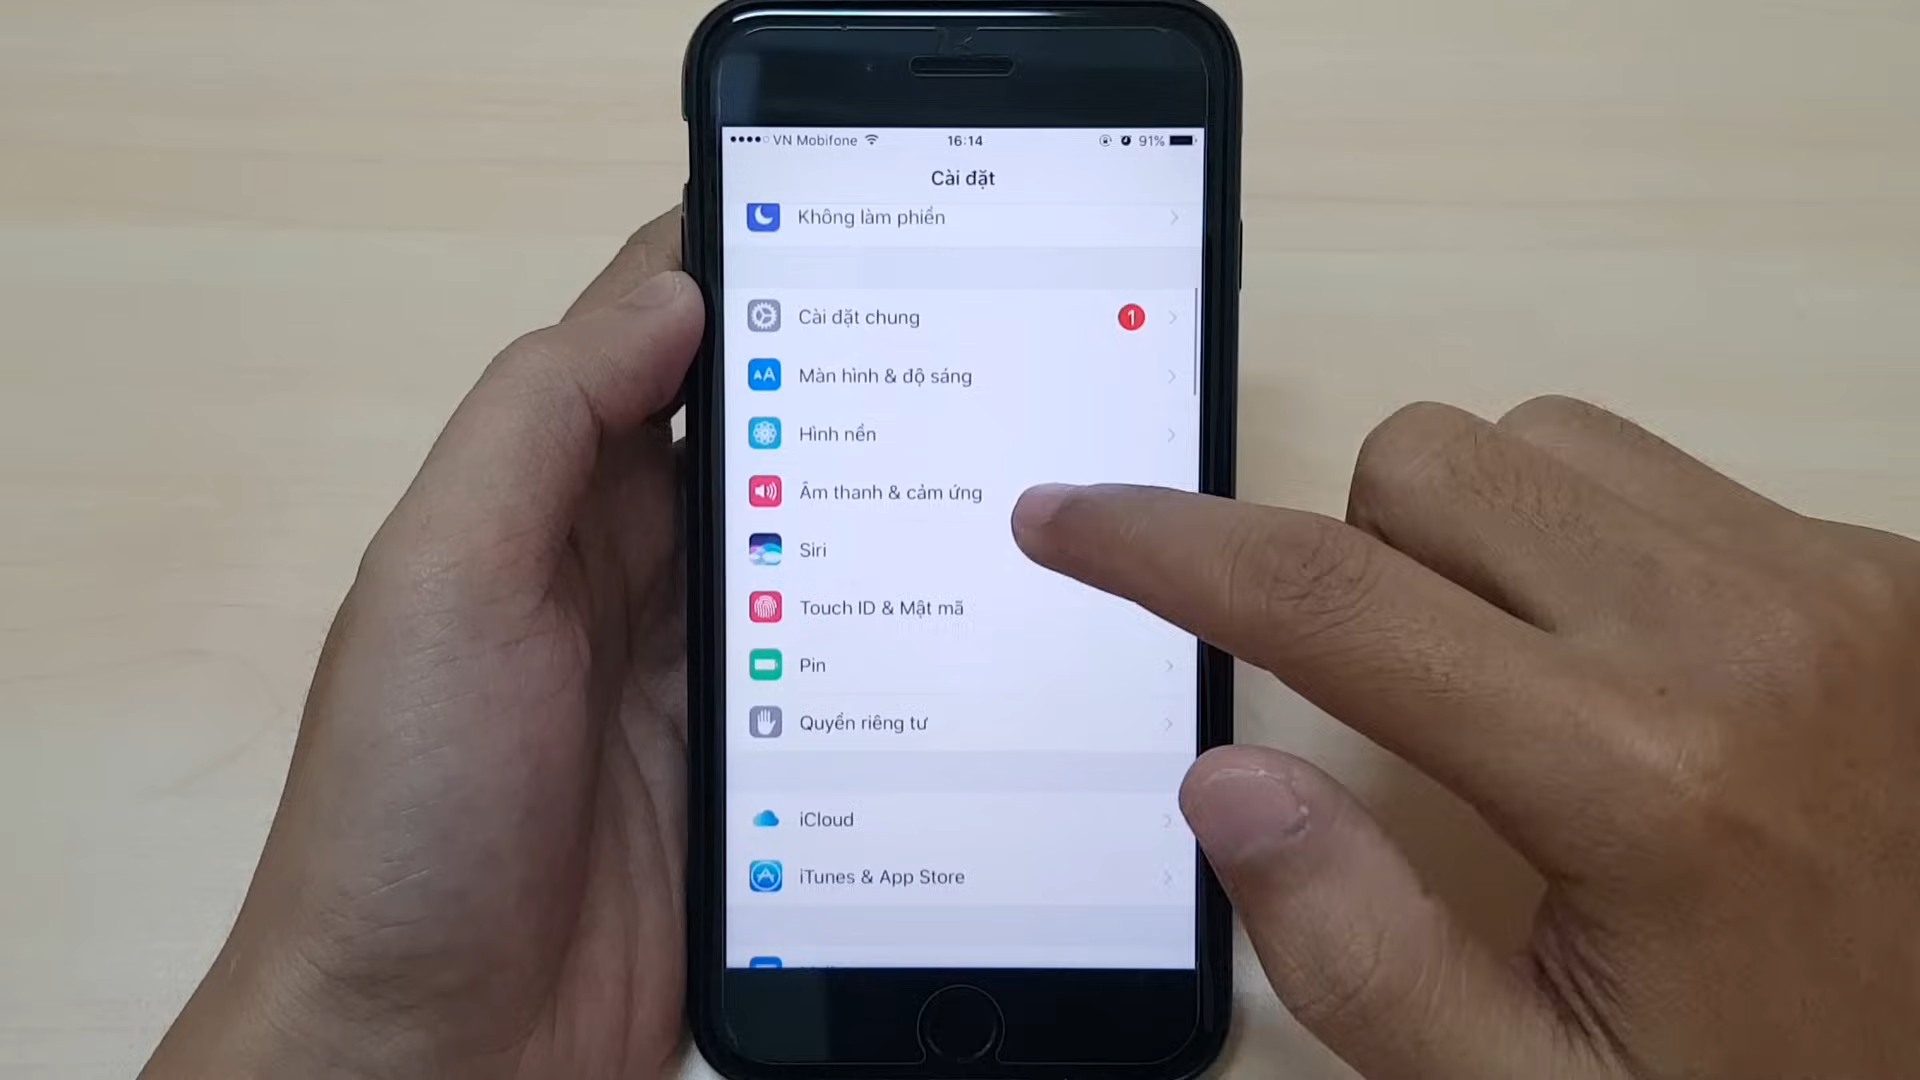 VN Mobifone 16:14 91%
Cài đặt
Không làm phiền
Cài đặt chung 1
Màn hình & độ sáng
Hình nền
Âm thanh & cảm ứng
Siri
Touch ID & Mật mã
Pin
Quyền riêng tư
iCloud
iTunes & App Store